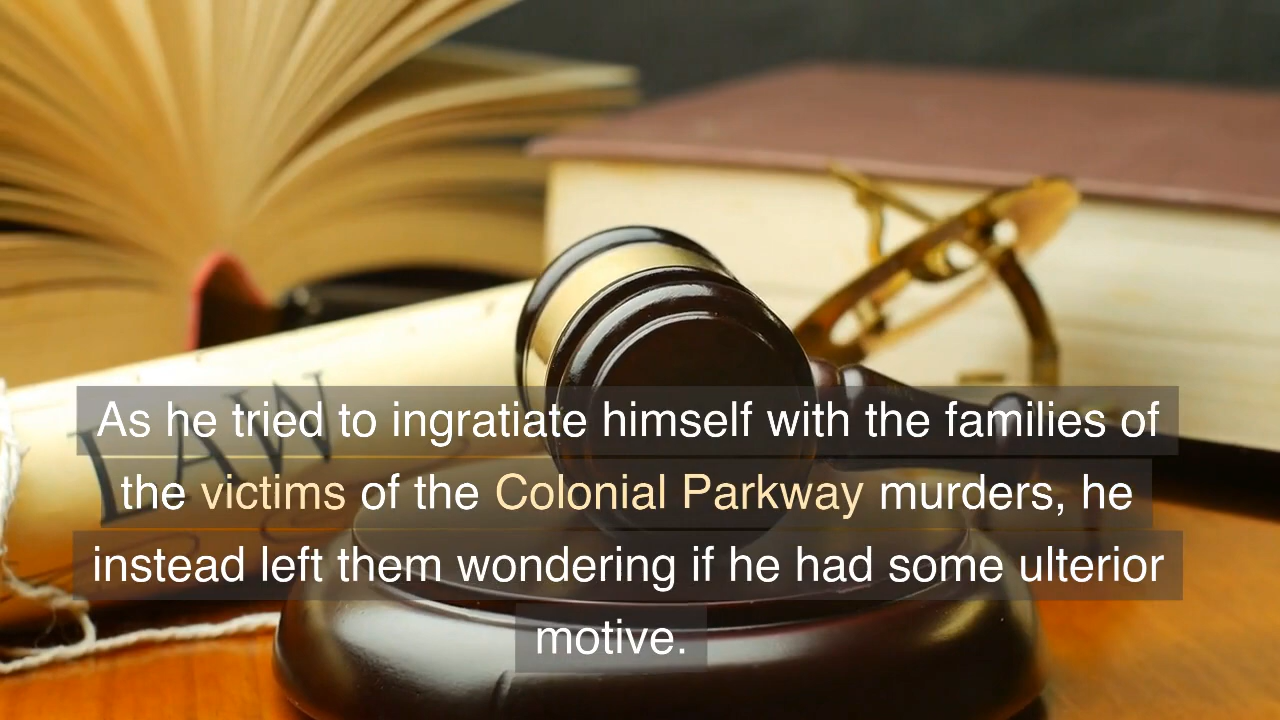 LAW
As he tried to ingratiate himself with the families of
the victims of the Colonial Parkway murders, he
instead left them wondering if he had some ulterior
motive.